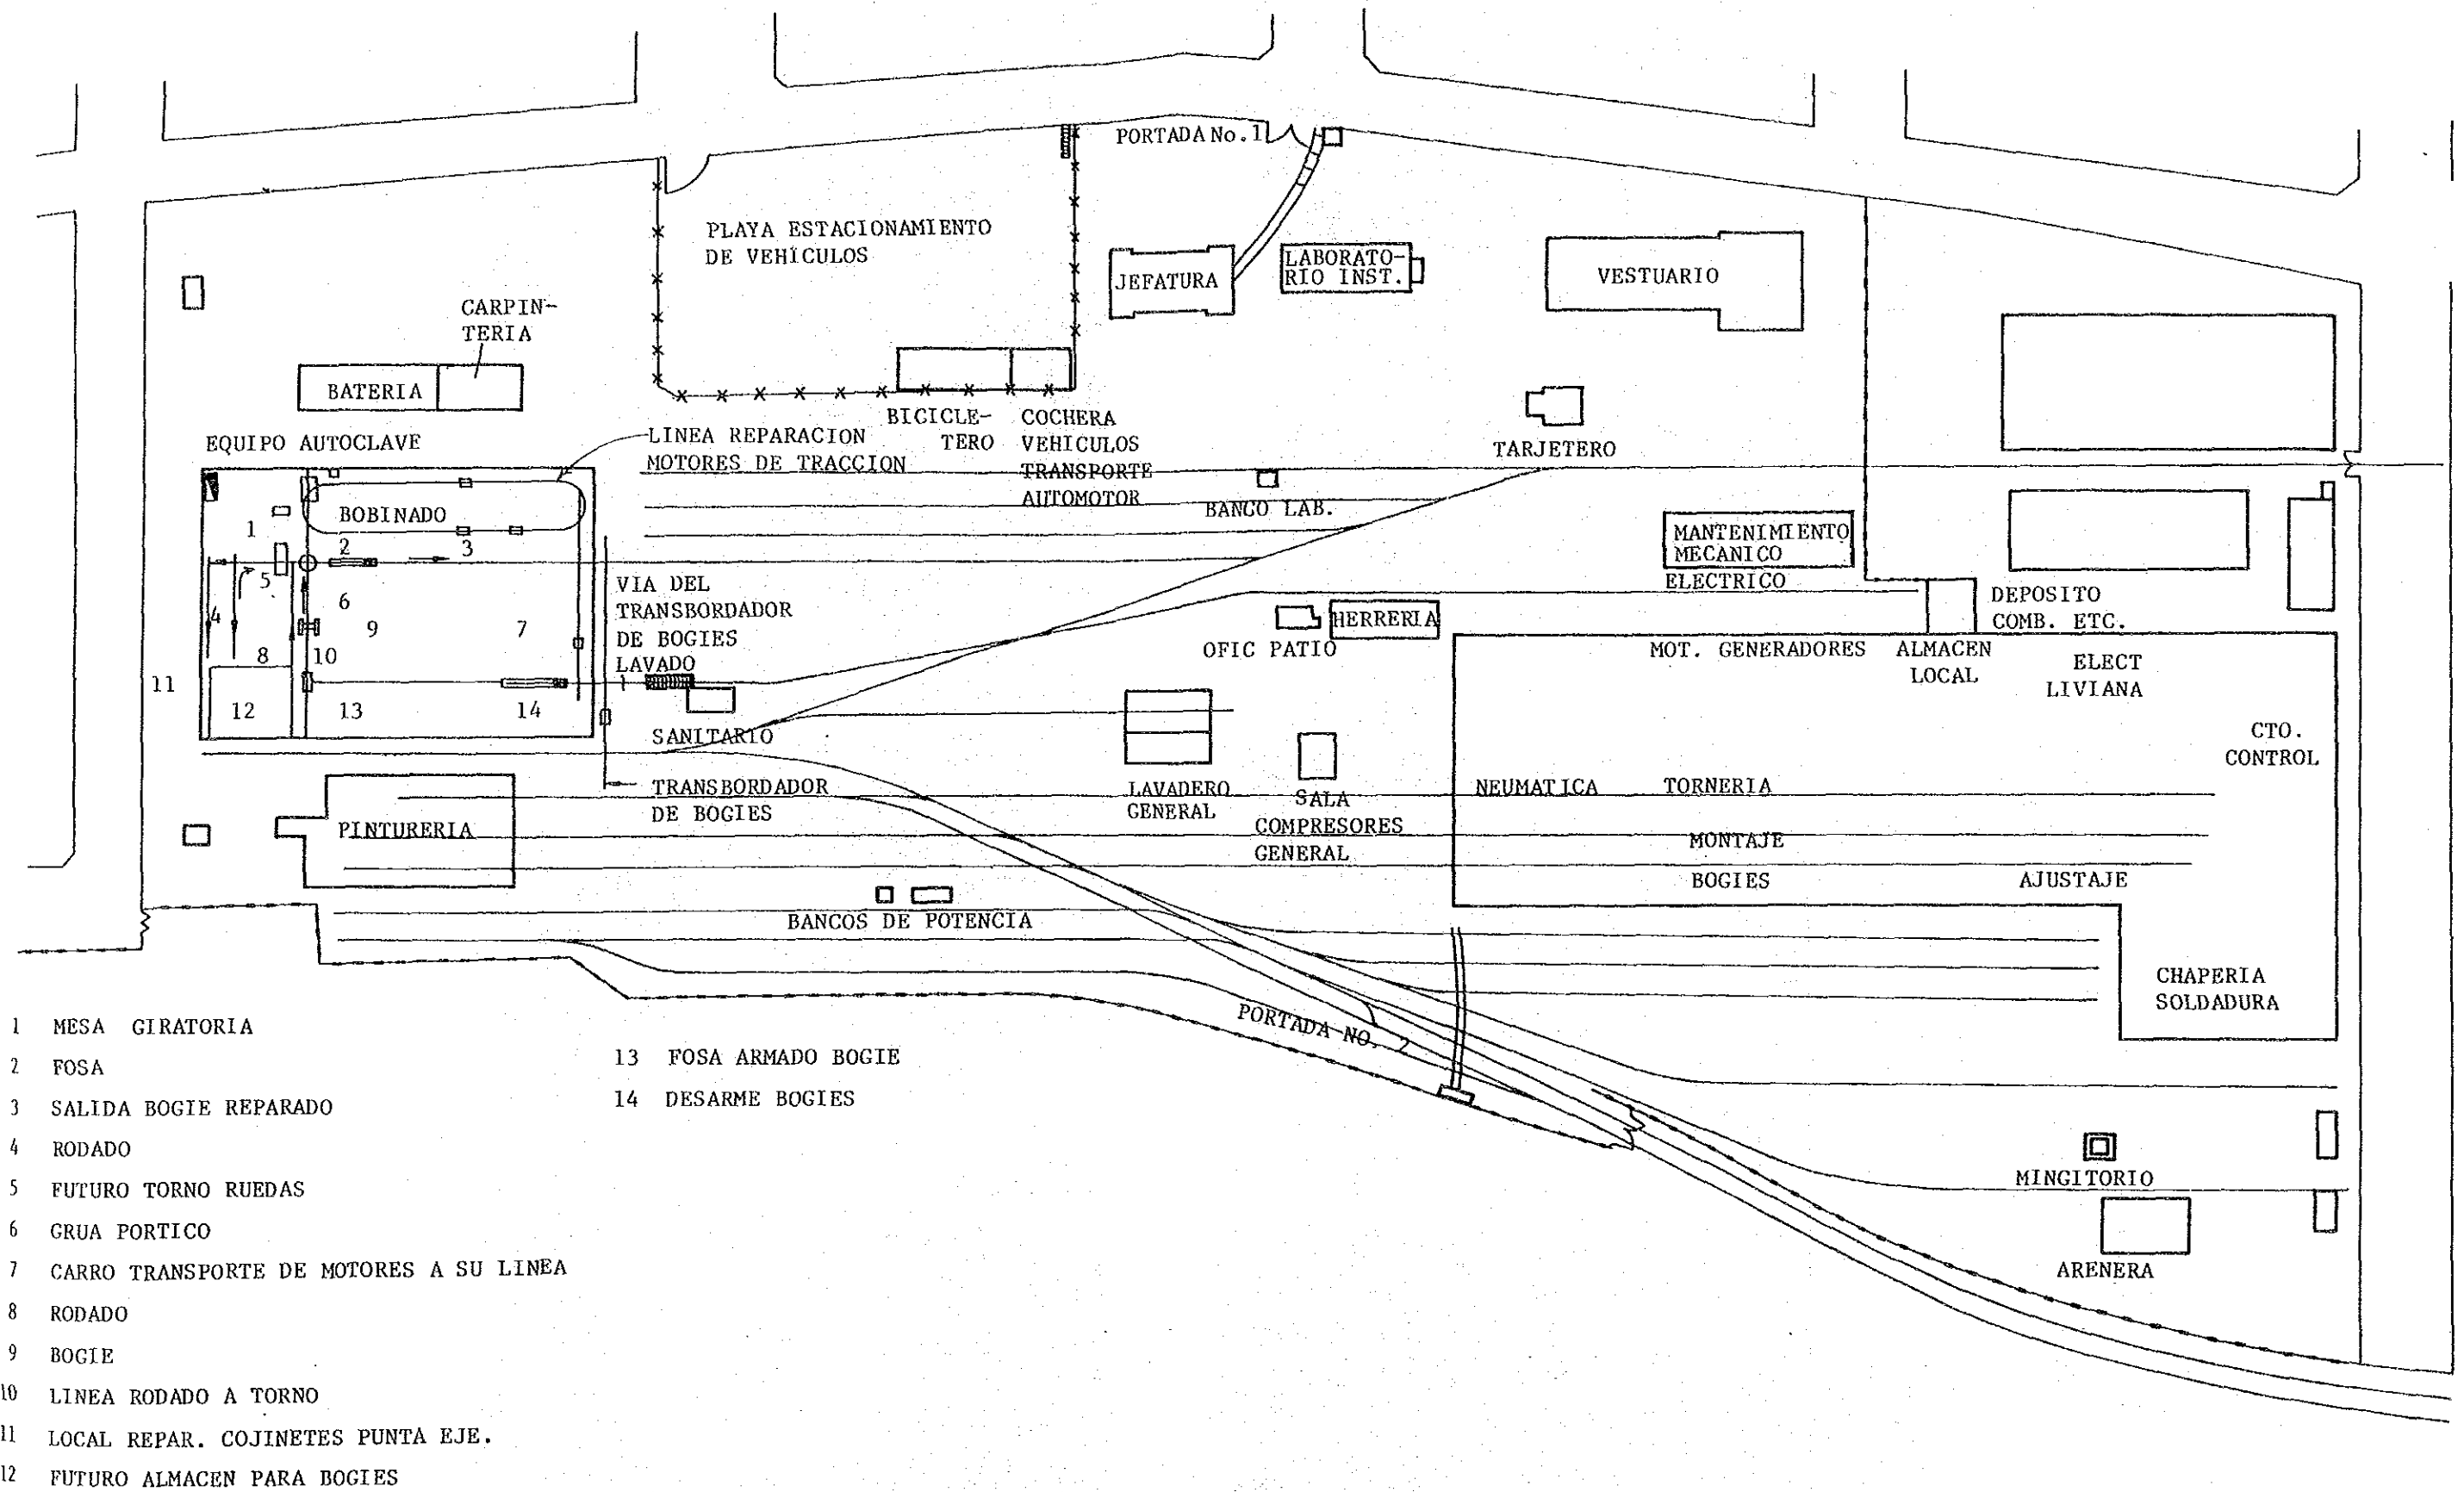 PORTADA No.1
PLAYA ESTACIONAMIENTO
DE VEHICULOS
JEFATURA
LABORATO-
RIO INST.
VESTUARIO
CARPIN-
TERIA
BATERIA
BICICLE-
TERO
COCHERA
VEHICULOS
TRANSPORTE
AUTOMOTOR
TARJETERO
EQUIPO AUTOCLAVE
LINEA REPARACION
MOTORES DE TRACCION
BANCO LAB.
BOBINADO
1
2
3
4
5
6
7
8
9
10
11
12
13
14
VIA DEL
TRANSBORDADOR
DE BOGIES
LAVADO
SANITARIO
TRANSBORDADOR
DE BOGIES
MANTENIMIENTO
MECANICO
ELECTRICO
OFIC PATIO
HERRERIA
DEPOSITO
COMB. ETC.
MOT. GENERADORES
ALMACEN
LOCAL
ELECT
LIVIANA
CTO.
CONTROL
LAVADERO
GENERAL
SALA
COMPRESORES
GENERAL
NEUMATICA
TORNERIA
MONTAJE
BOGIES
AJUSTAJE
PINTURERIA
BANCOS DE POTENCIA
CHAPERIA
SOLDADURA
PORTADA NO. 2
MINGITORIO
ARENERA
1 MESA GIRATORIA
2 FOSA
3 SALIDA BOGIE REPARADO
4 RODADO
5 FUTURO TORNO RUEDAS
6 GRUA PORTICO
7 CARRO TRANSPORTE DE MOTORES A SU LINEA
8 RODADO
9 BOGIE
10 LINEA RODADO A TORNO
11 LOCAL REPAR. COJINETES PUNTA EJE.
12 FUTURO ALMACEN PARA BOGIES
13 FOSA ARMADO BOGIE
14 DESARME BOGIES